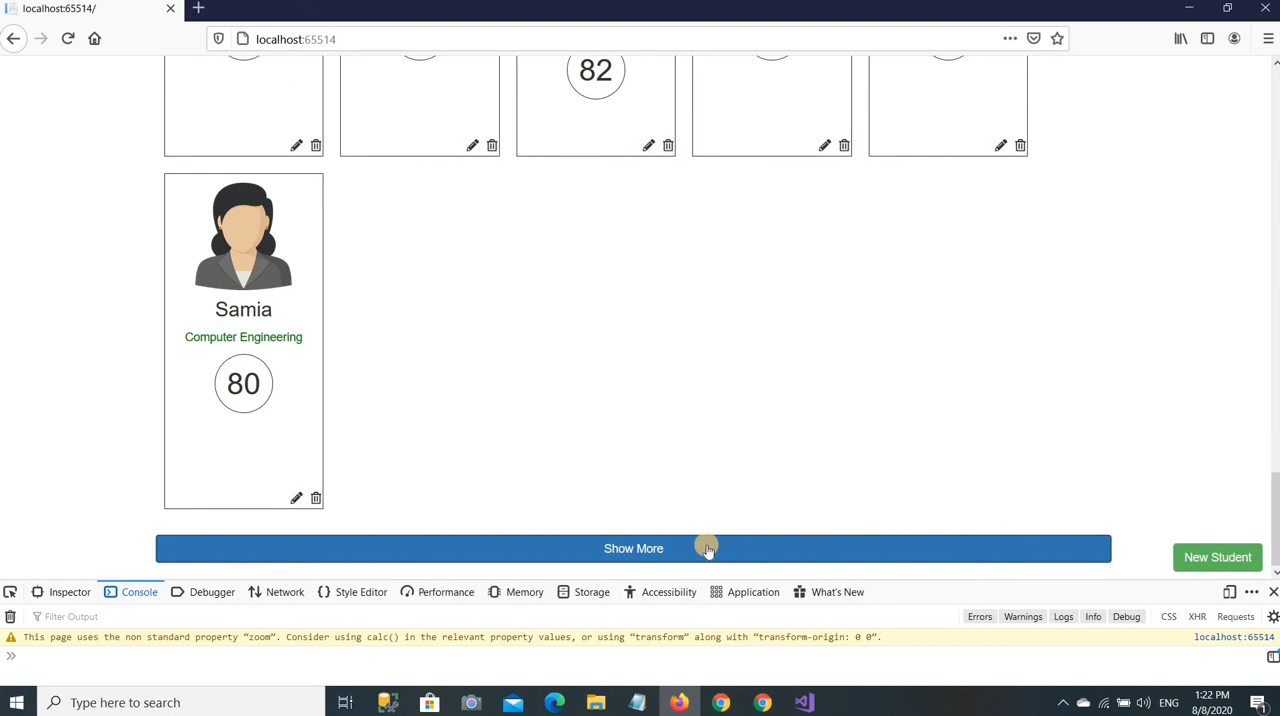 localhost:65514/
localhost:65514
82
Samia
Computer Engineering
80
Show More
New Student
Inspector Console Debugger Network Style Editor Performance Memory Storage Accessibility Application What's New
Filter Output Errors Warnings Logs Info Debug CSS XHR Requests
This page uses the non standard property “zoom”. Consider using calc() in the relevant property values, or using “transform” along with “transform-origin: 0 0”. localhost:65514
Type here to search ENG 1:22 PM
8/8/2020 1